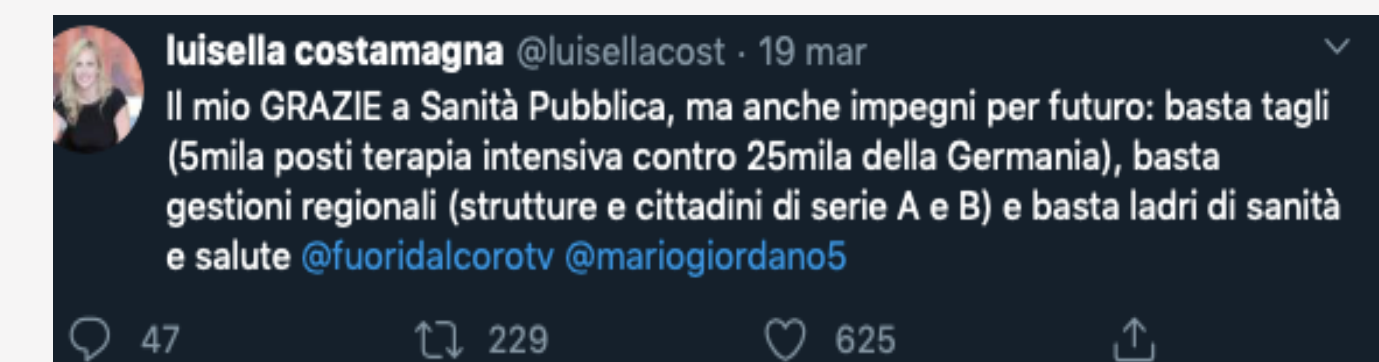 luisella costamagna @luisellacost · 19 mar
Il mio GRAZIE a Sanità Pubblica, ma anche impegni per futuro: basta tagli
(5mila posti terapia intensiva contro 25mila della Germania), basta
gestioni regionali (strutture e cittadini di serie A e B) e basta ladri di sanità
e salute @fuoridalcorotv @mariogiordano5
47 229 625